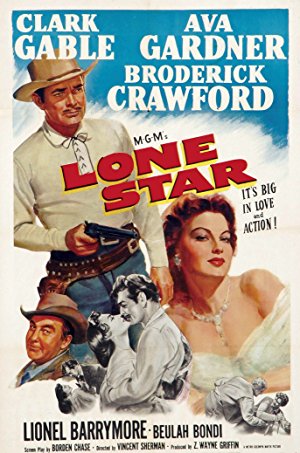 CLARK GABLE
AVA GARDNER
BRODERICK CRAWFORD
M-G-M's
LONE STAR
IT'S BIG
IN LOVE
and
ACTION!
LIONEL BARRYMORE · BEULAH BONDI
Screen Play by BORDEN CHASE · Directed by VINCENT SHERMAN · Produced by Z. WAYNE GRIFFIN